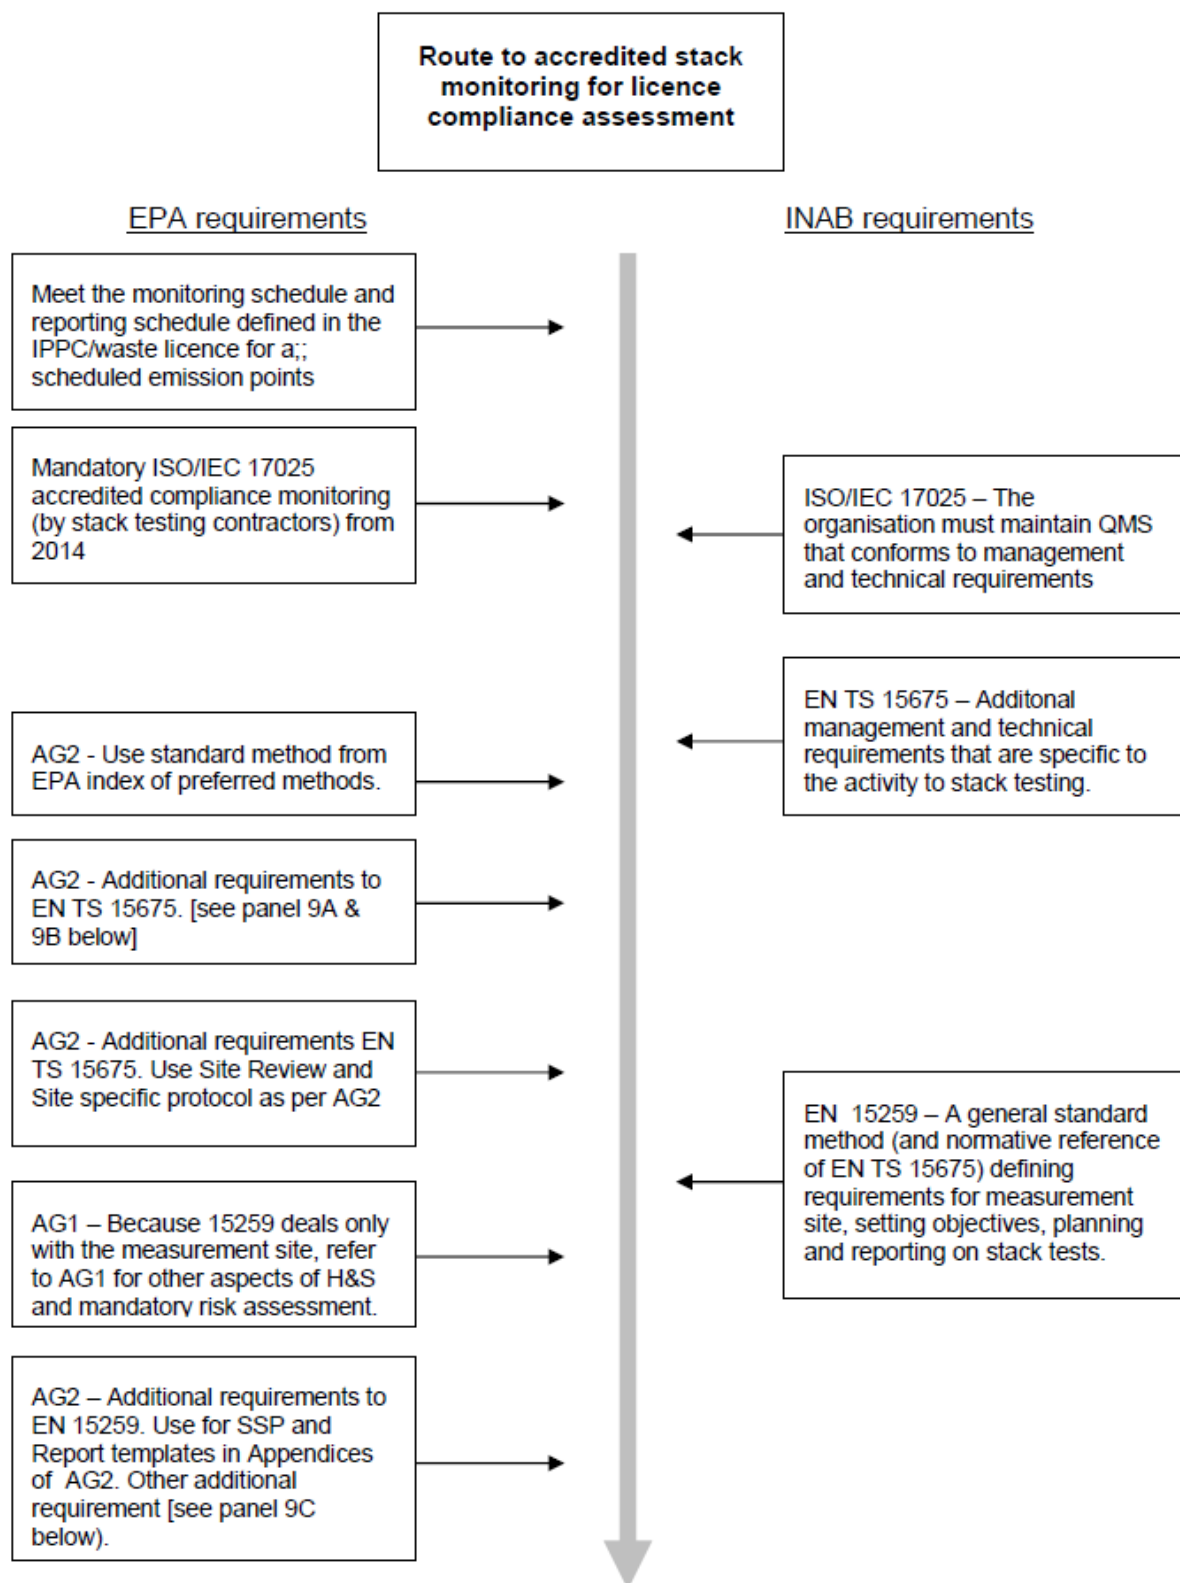 Route to accredited stack
monitoring for licence
compliance assessment
EPA requirements
INAB requirements
Meet the monitoring schedule and
reporting schedule defined in the
IPPC/waste licence for a;;
scheduled emission points
Mandatory ISO/IEC 17025
accredited compliance monitoring
(by stack testing contractors) from
2014
ISO/IEC 17025 – The
organisation must maintain QMS
that conforms to management
and technical requirements
EN TS 15675 – Additonal
management and technical
requirements that are specific to
the activity to stack testing.
AG2 - Use standard method from
EPA index of preferred methods.
AG2 - Additional requirements to
EN TS 15675. [see panel 9A &
9B below]
AG2 - Additional requirements EN
TS 15675. Use Site Review and
Site specific protocol as per AG2
EN  15259 – A general standard
method (and normative reference
of EN TS 15675) defining
requirements for measurement
site, setting objectives, planning
and reporting on stack tests.
AG1 – Because 15259 deals only
with the measurement site, refer
to AG1 for other aspects of H&S
and mandatory risk assessment.
AG2 – Additional requirements to
EN 15259. Use for SSP and
Report templates in Appendices
of  AG2. Other additional
requirement [see panel 9C
below).